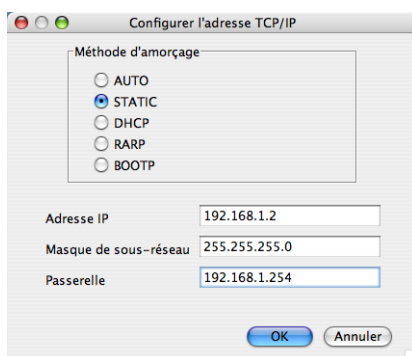 Configurer l'adresse TCP/IP
Méthode d'amorçage
AUTO
STATIC
DHCP
RARP
BOOTP
Adresse IP 192.168.1.2
Masque de sous-réseau 255.255.255.0
Passerelle 192.168.1.254
OK Annuler